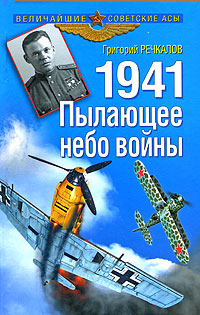 ВЕЛИЧАЙШИЕ СОВЕТСКИЕ АСЫ
Григорий РЕЧКАЛОВ
1941
Пылающее
небо войны